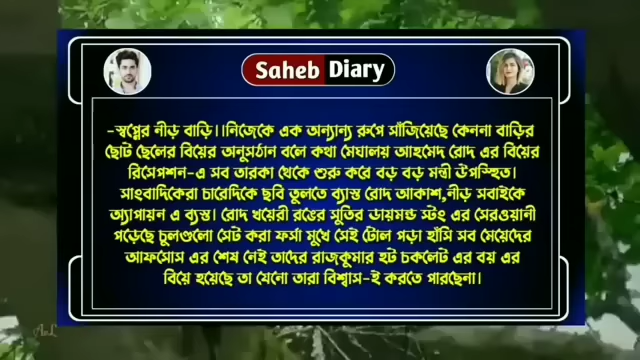 Saheb Diary
-স্বপ্নের নীড় বাড়ি।।নিজেকে এক অন্যান্য রুপে সাঁজিয়েছে কেননা বাড়ির
ছোট ছেলের বিয়ের অনুসঠান বলে কথা মেঘালয় আহমেদ রোদ এর বিয়ের
রিসেপশন-এ সব তারকা থেকে শুরু করে বড় বড় মন্ত্রী উপস্হিত।
সাংবাদিকেরা চারেদিকে ছবি তুলতে ব্যাস্ত রোদ আকাশ,নীড় সবাইকে
অ্যাপায়ন এ ব্যস্ত। রোদ খয়েরী রঙের সুতির ডায়মন্ড স্টং এর সেরওয়ানী
পড়েছে চুলগুলো সেট করা ফর্সা মুখে সেই টোল পড়া হাঁসি সব মেয়েদের
আফসোস এর শেষ নেই তাদের রাজকুমার হট চকলেট এর বয় এর
বিয়ে হয়েছে তা যেনো তারা বিশ্বাস-ই করতে পারছেনা।